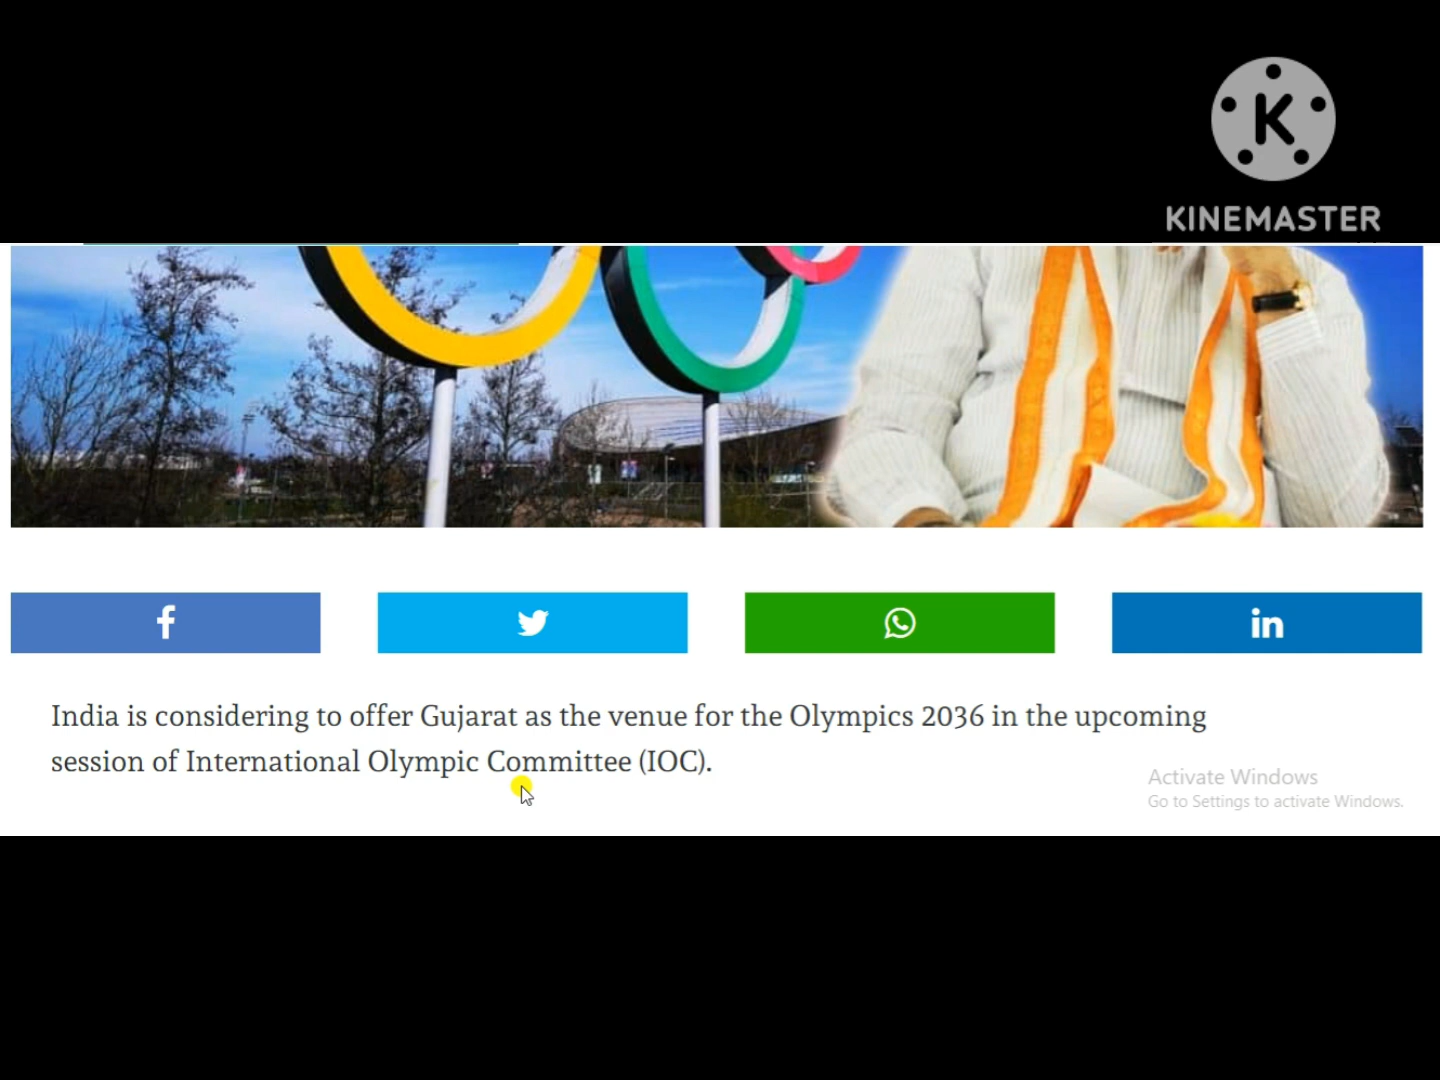 K
KINEMASTER
India is considering to offer Gujarat as the venue for the Olympics 2036 in the upcoming
session of International Olympic Committee (IOC).
Activate Windows
Go to Settings to activate Windows.